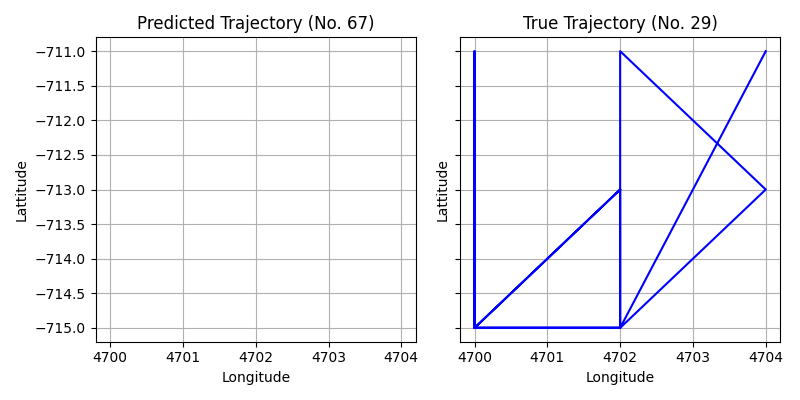 Predicted Trajectory (No. 67)
True Trajectory (No. 29)
−711.0
−711.5
−712.0
−712.5
−713.0
−713.5
−714.0
−714.5
−715.0
Lattitude
Lattitude
4700 4701 4702 4703 4704
4700 4701 4702 4703 4704
Longitude
Longitude